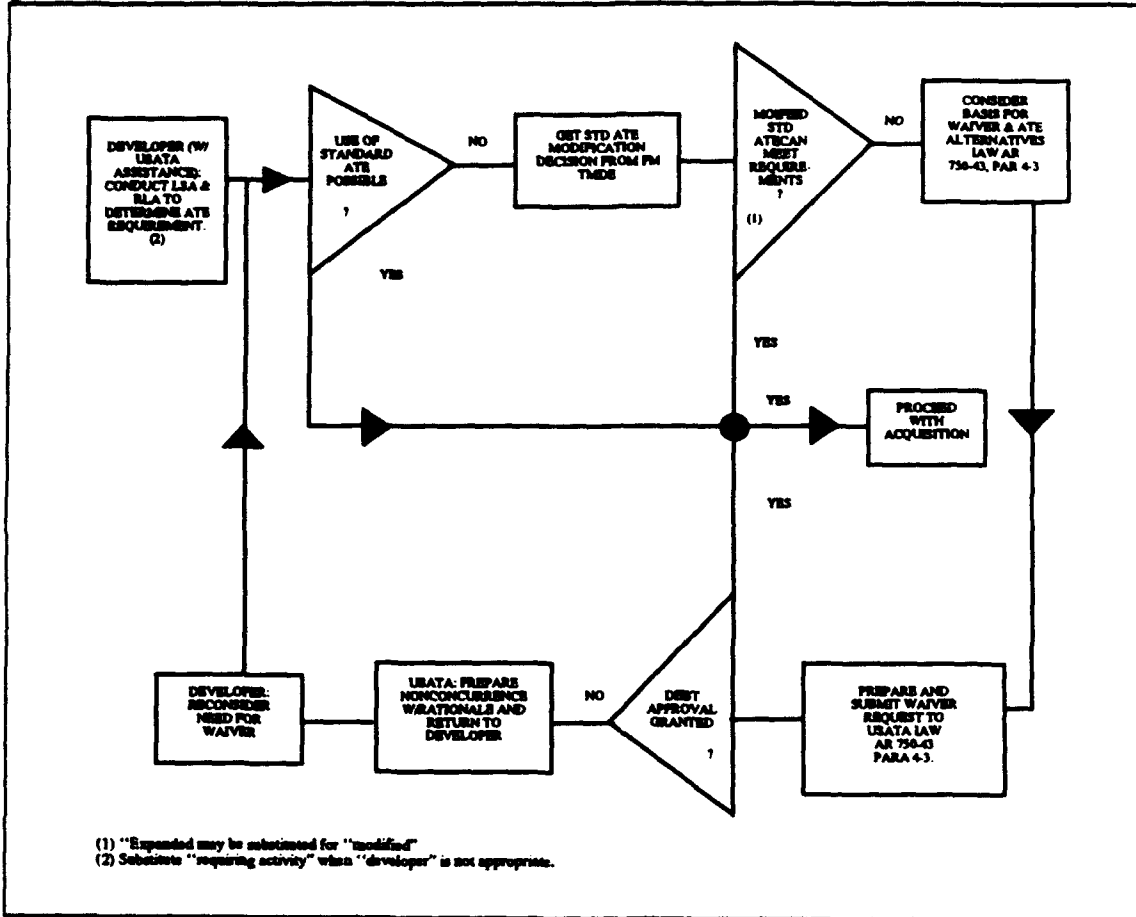 DEVELOPER (W/
USATA
ASSISTANCE):
CONDUCT LSA &
RLA TO
DETERMINE ATE
REQUIREMENT.
(2)
USE OF
STANDARD
ATE
POSSIBLE
?
NO
YES
GET STD ATE
MODIFICATION
DECISION FROM PM
TMDE
MOIFIED
STD
ATECAN
MEET
REQUIRE-
MENTS
?
(1)
NO
CONSIDER
BASIS FOR
WAIVER & ATE
ALTERNATIVES
IAW AR
750-43, PAR 4-3
YES
YES
PROCEED
WITH
ACQUISITION
YES
DEVELOPER:
RECONSIDER
NEED FOR
WAIVER
USATA: PREPARE
NONCONCURRENCE
W/RATIONALE AND
RETURN TO
DEVELOPER
NO
APPROVAL
GRANTED
?
PREPARE AND
SUBMIT WAIVER
REQUEST TO
USATA IAW
AR 750-43
PARA 4-3.
(1) "Expanded may be substituted for "modified"
(2) Substitute "requiring activity" when "developer" is not appropriate.